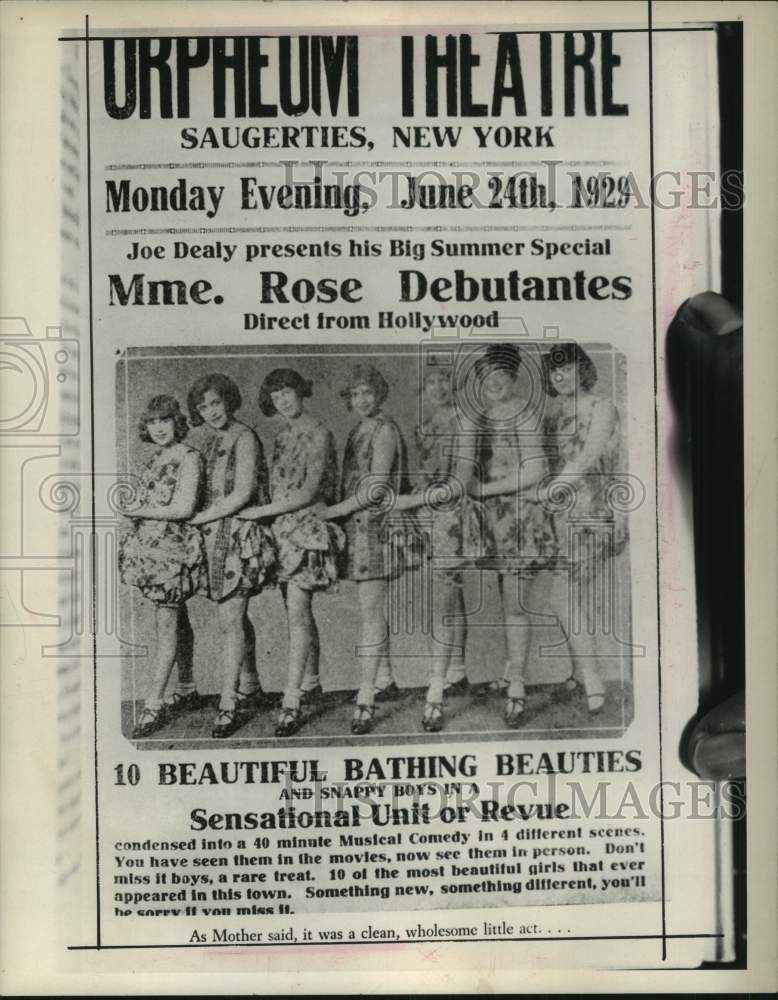 ORPHEUM THEATRE
SAUGERTIES, NEW YORK
Monday Evening, June 24th, 1929
HISTORIC IMAGES
Joe Dealy presents his Big Summer Special
Mme. Rose Debutantes
Direct from Hollywood
10 BEAUTIFUL BATHING BEAUTIES
AND SNAPPY BOYS IN A
HISTORIC IMAGES
Sensational Unit or Revue
condensed into a 40 minute Musical Comedy in 4 different scenes.
You have seen them in the movies, now see them in person. Don't
miss it boys, a rare treat. 10 of the most beautiful girls that ever
appeared in this town. Something new, something different, you'll
be sorry if you miss it.
As Mother said, it was a clean, wholesome little act. . . .